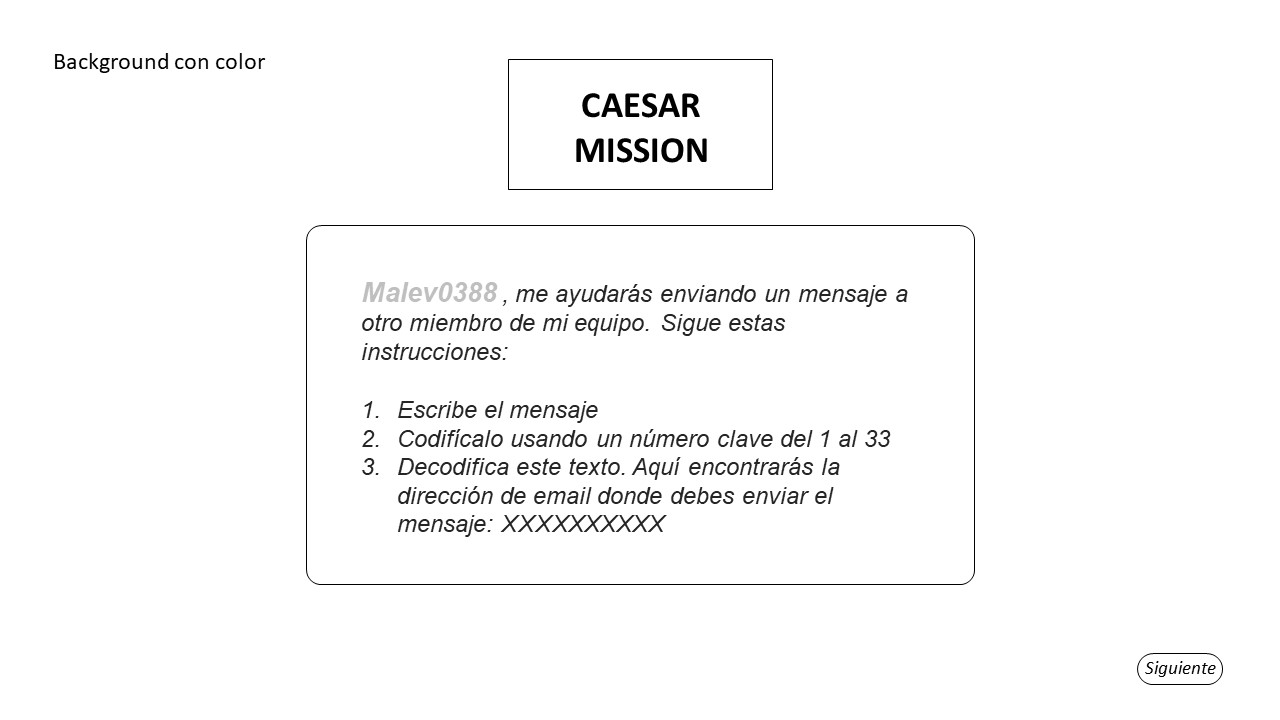 Background con color
CAESAR
MISSION
Malev0388 , me ayudarás enviando un mensaje a
otro miembro de mi equipo. Sigue estas
instrucciones:
1. Escribe el mensaje
2. Codifícalo usando un número clave del 1 al 33
3. Decodifica este texto. Aquí encontrarás la
dirección de email donde debes enviar el
mensaje: XXXXXXXXXX
Siguiente